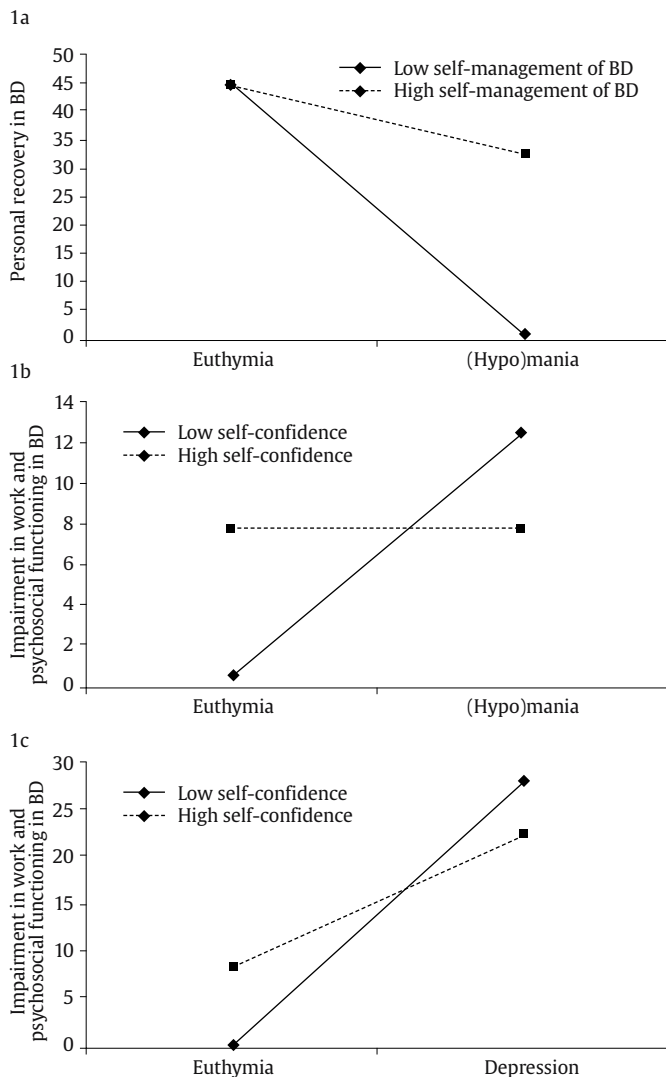 1a
Personal recovery in BD
50
45
40
35
30
25
20
15
10
5
0
Low self-management of BD
High self-management of BD
Euthymia
(Hypo)mania
1b
Impairment in work and
psychosocial functioning in BD
14
12
10
8
6
4
2
0
Low self-confidence
High self-confidence
Euthymia
(Hypo)mania
1c
Impairment in work and
psychosocial functioning in BD
30
25
20
15
10
5
0
Low self-confidence
High self-confidence
Euthymia
Depression